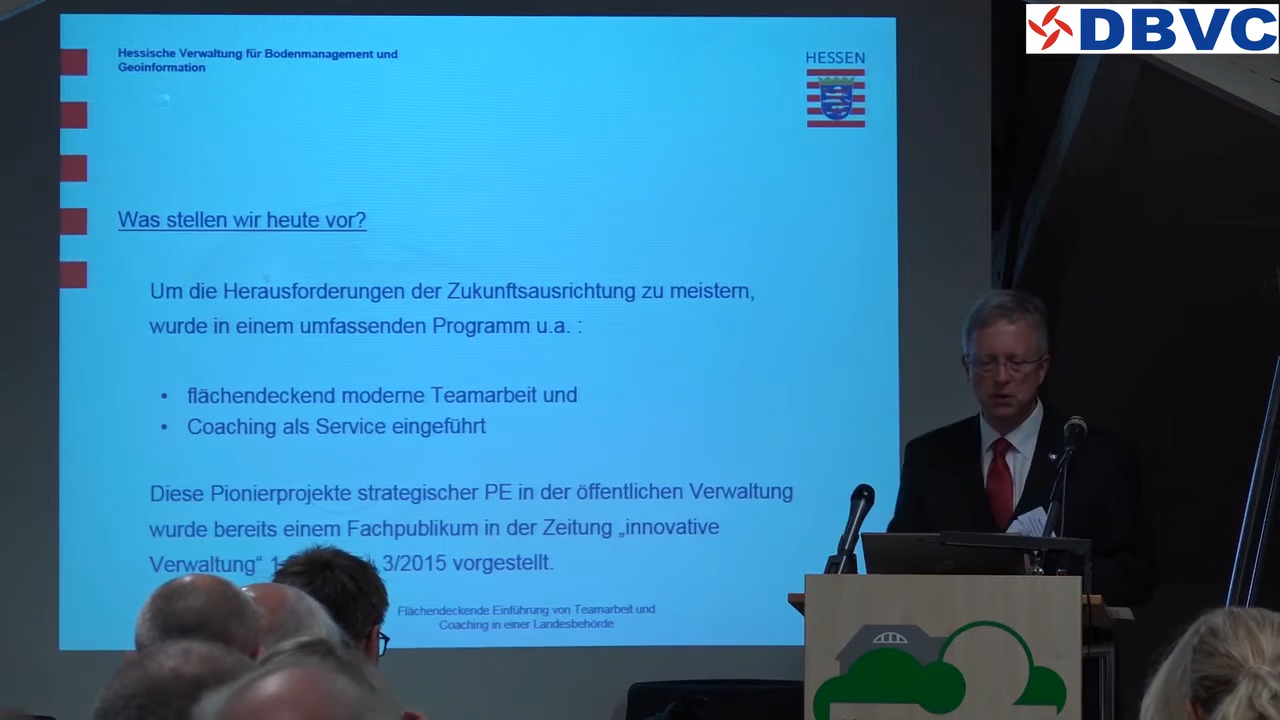 DBVC
Hessische Verwaltung für Bodenmanagement und
Geoinformation
HESSEN
Was stellen wir heute vor?
Um die Herausforderungen der Zukunftsausrichtung zu meistern,
wurde in einem umfassenden Programm u.a. :
• flächendeckend moderne Teamarbeit und
• Coaching als Service eingeführt
Diese Pionierprojekte strategischer PE in der öffentlichen Verwaltung
wurde bereits einem Fachpublikum in der Zeitung „innovative
Verwaltung“ 3/2015 vorgestellt.
Flächendeckende Einführung von Teamarbeit und
Coaching in einer Landesbehörde